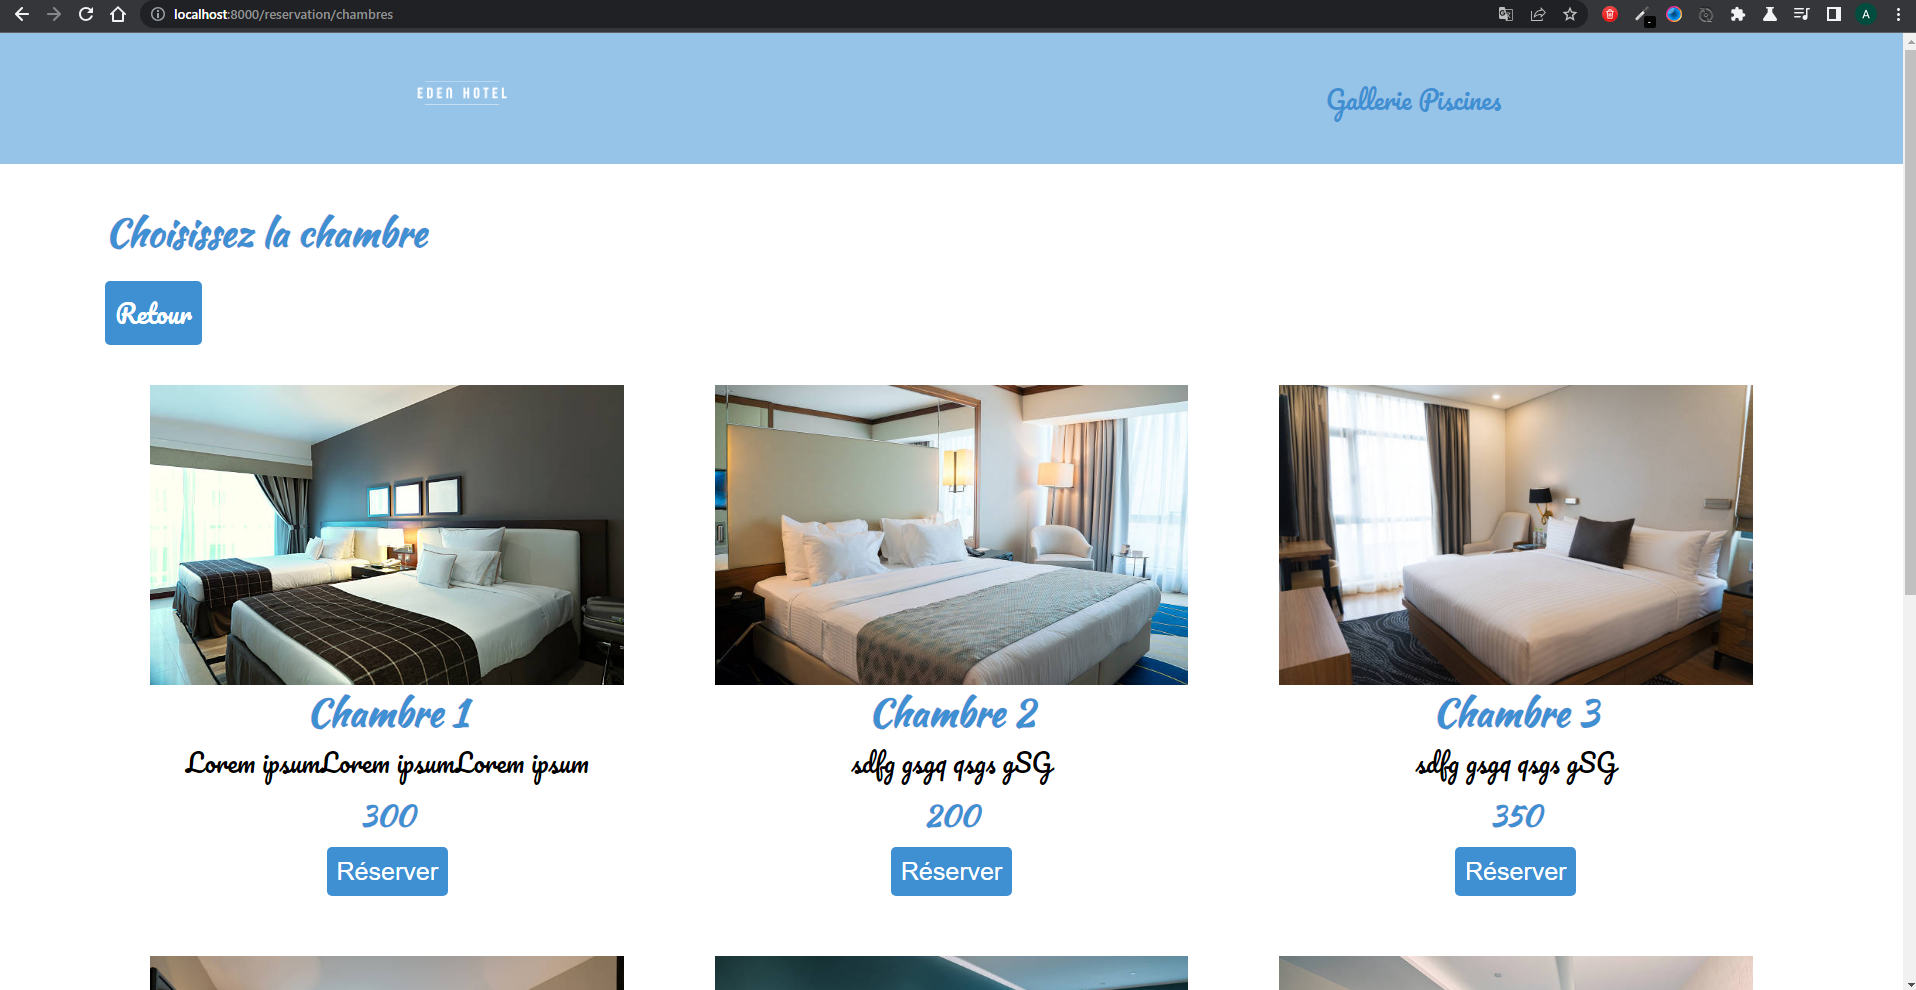 localhost:8000/reservation/chambres
A
EDEN HOTEL
Gallerie Piscines
Choisissez la chambre
Retour
Chambre 1
Chambre 2
Chambre 3
Lorem ipsumLorem ipsumLorem ipsum
sdfg gsgq qsgs gSG
sdfg gsgq qsgs gSG
300
200
350
Réserver
Réserver
Réserver